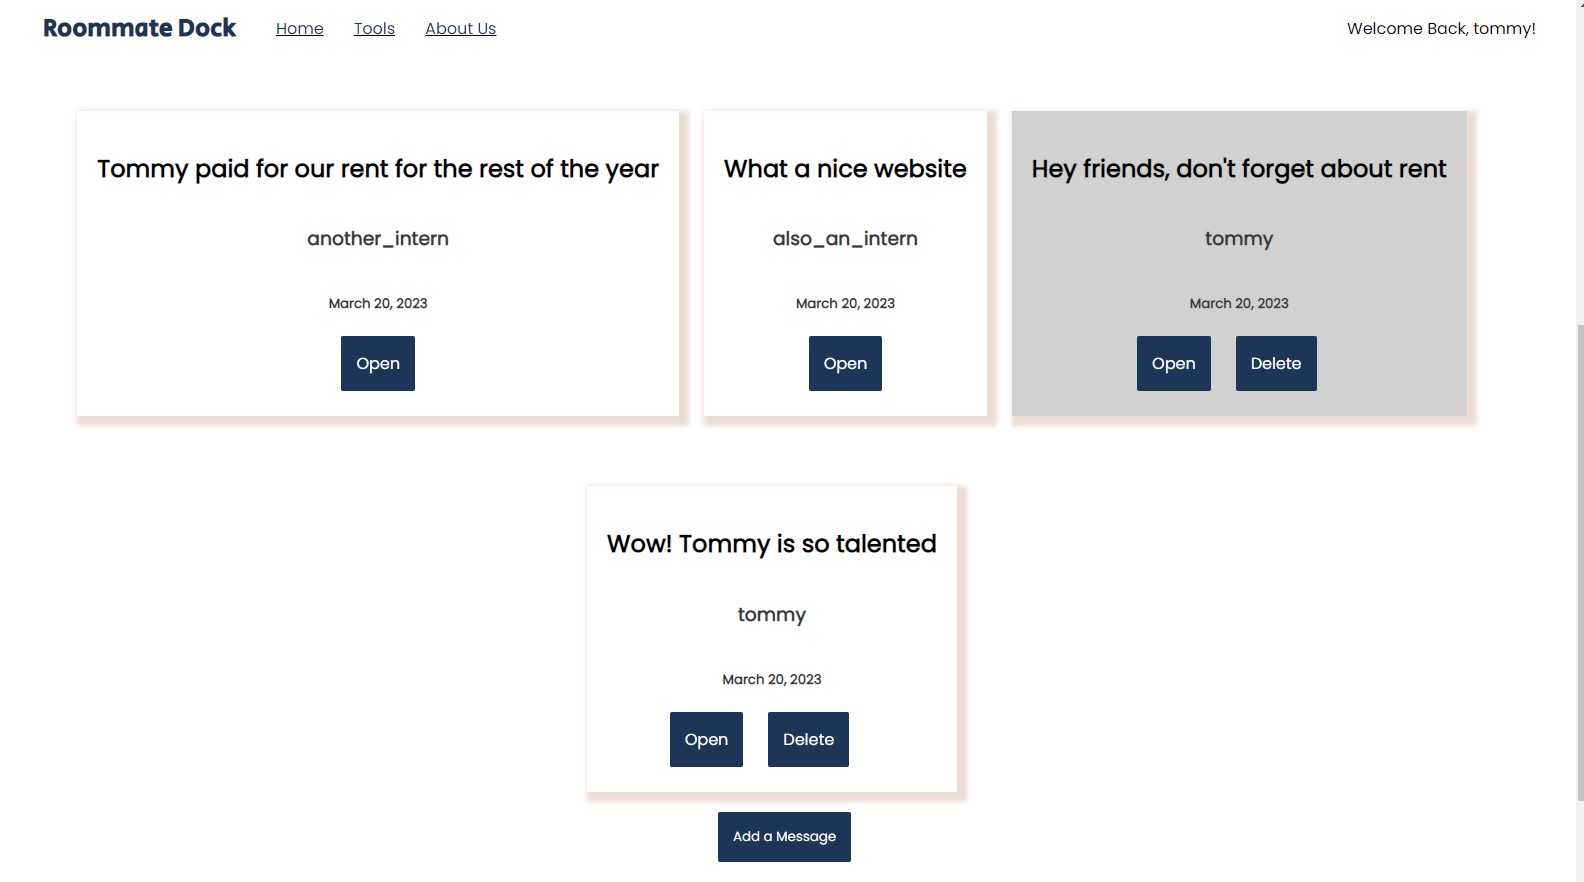 Roommate Dock Home Tools About Us Welcome Back, tommy!
Tommy paid for our rent for the rest of the year
another_intern
March 20, 2023
Open
What a nice website
also_an_intern
March 20, 2023
Open
Hey friends, don't forget about rent
tommy
March 20, 2023
Open Delete
Wow! Tommy is so talented
tommy
March 20, 2023
Open Delete
Add a Message